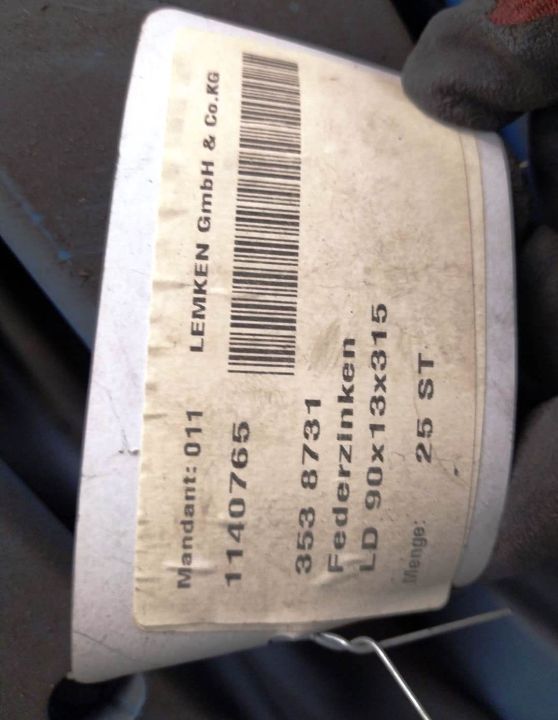 Mandant: 011 LEMKEN GmbH & Co.KG
1140765
353 8731
Federzinken
LD 90x13x315
Menge: 25 ST